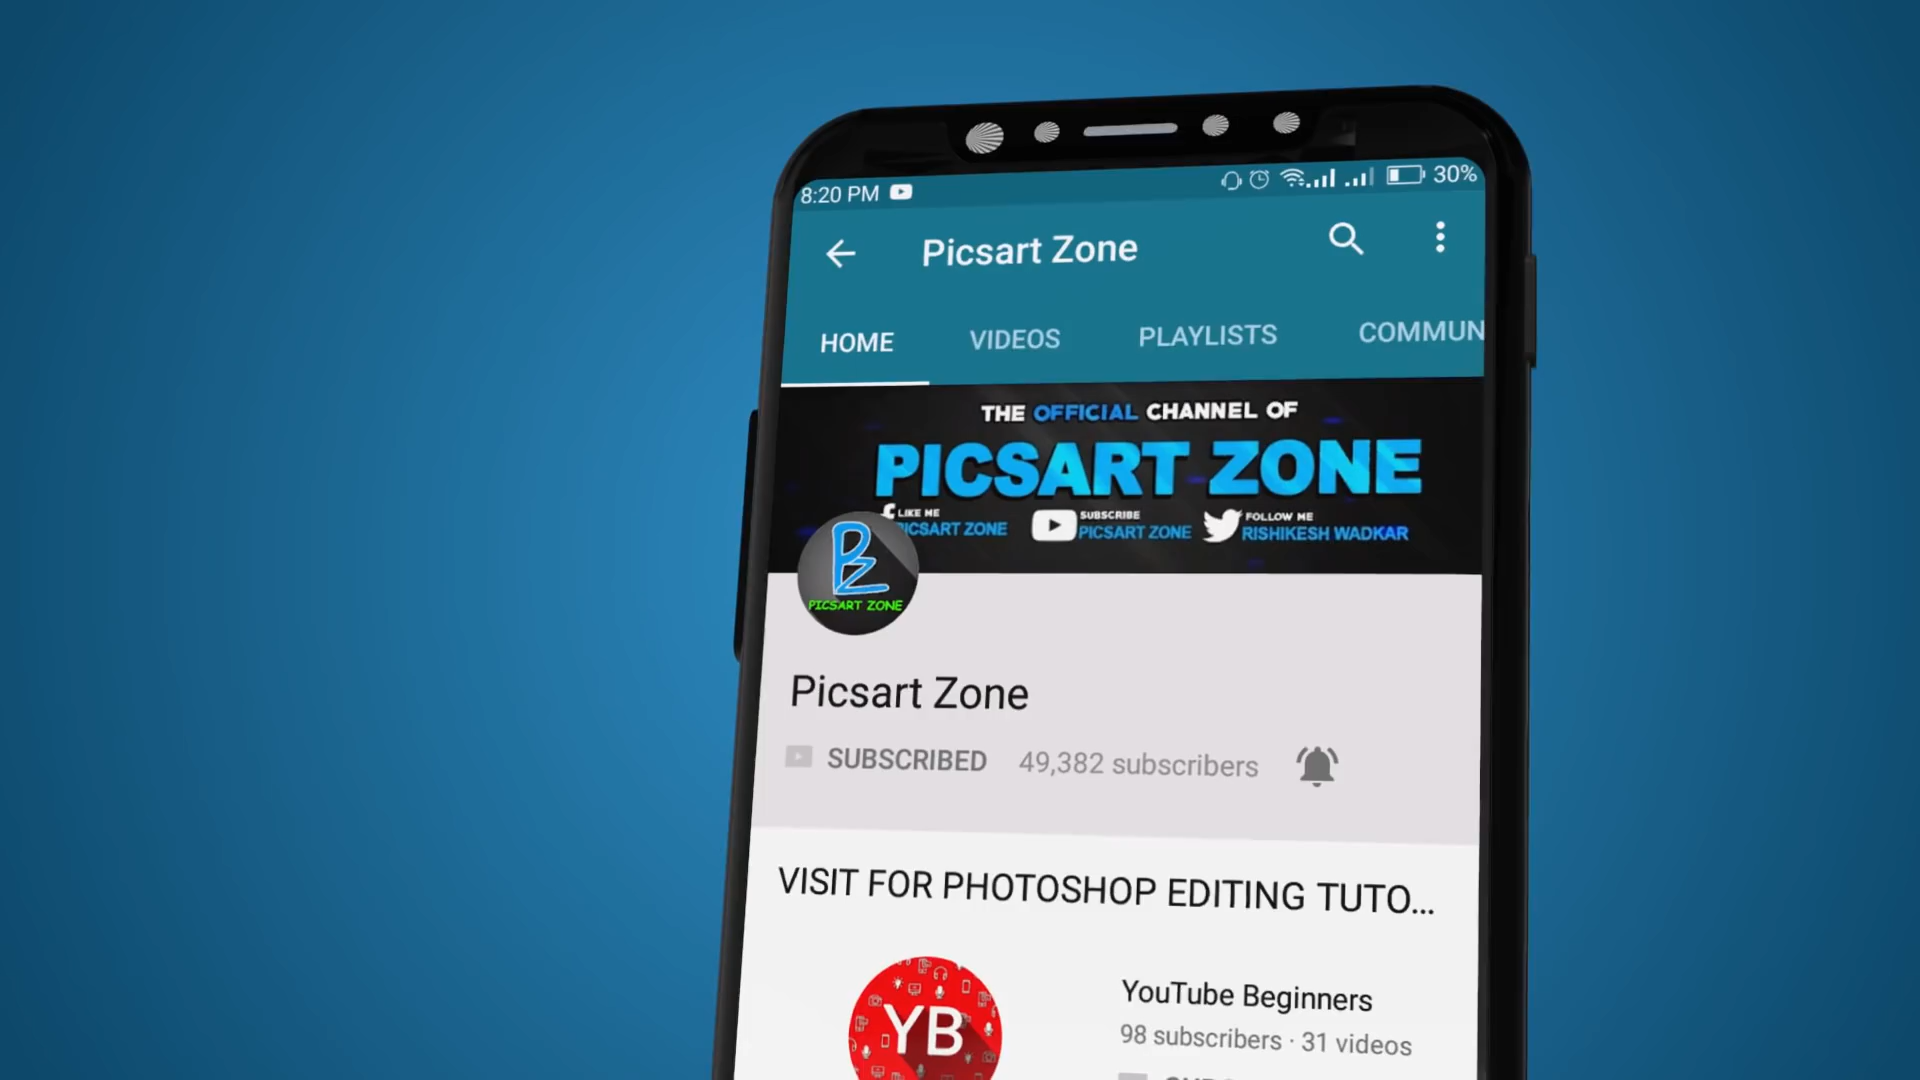 8:20 PM 30%
Picsart Zone
HOME VIDEOS PLAYLISTS COMMUN
THE OFFICIAL CHANNEL OF
PICSART ZONE
LIKE ME
PICSART ZONE
SUBSCRIBE
PICSART ZONE
FOLLOW ME
RISHIKESH WADKAR
PZ
PICSART ZONE
Picsart Zone
SUBSCRIBED 49,382 subscribers
VISIT FOR PHOTOSHOP EDITING TUTO...
YB
YouTube Beginners
98 subscribers · 31 videos